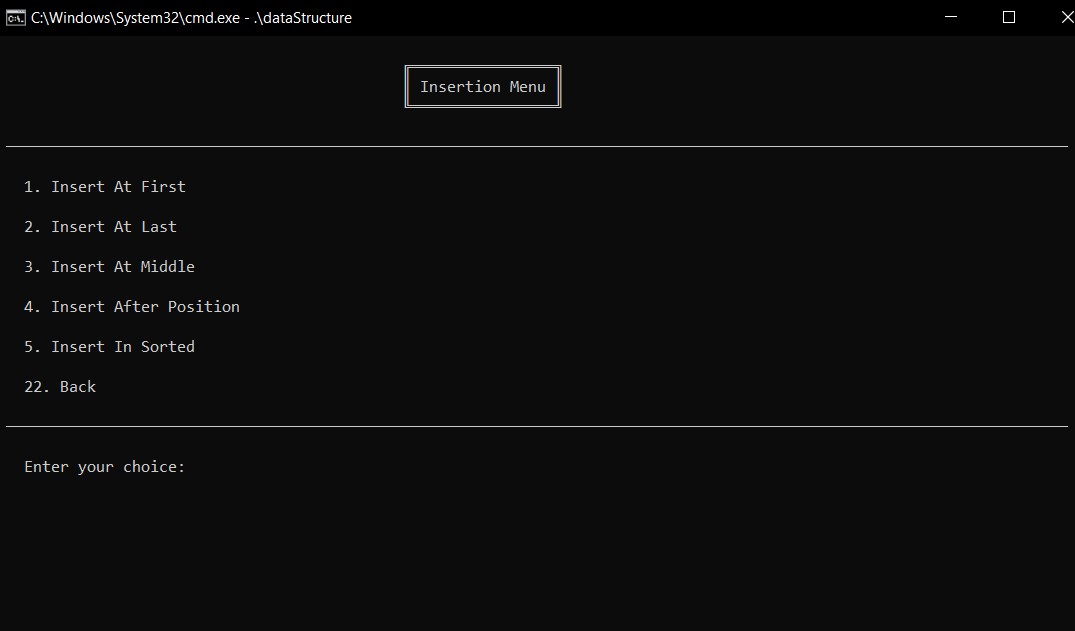 C:\Windows\System32\cmd.exe - .\dataStructure
Insertion Menu
1. Insert At First
2. Insert At Last
3. Insert At Middle
4. Insert After Position
5. Insert In Sorted
22. Back
Enter your choice: